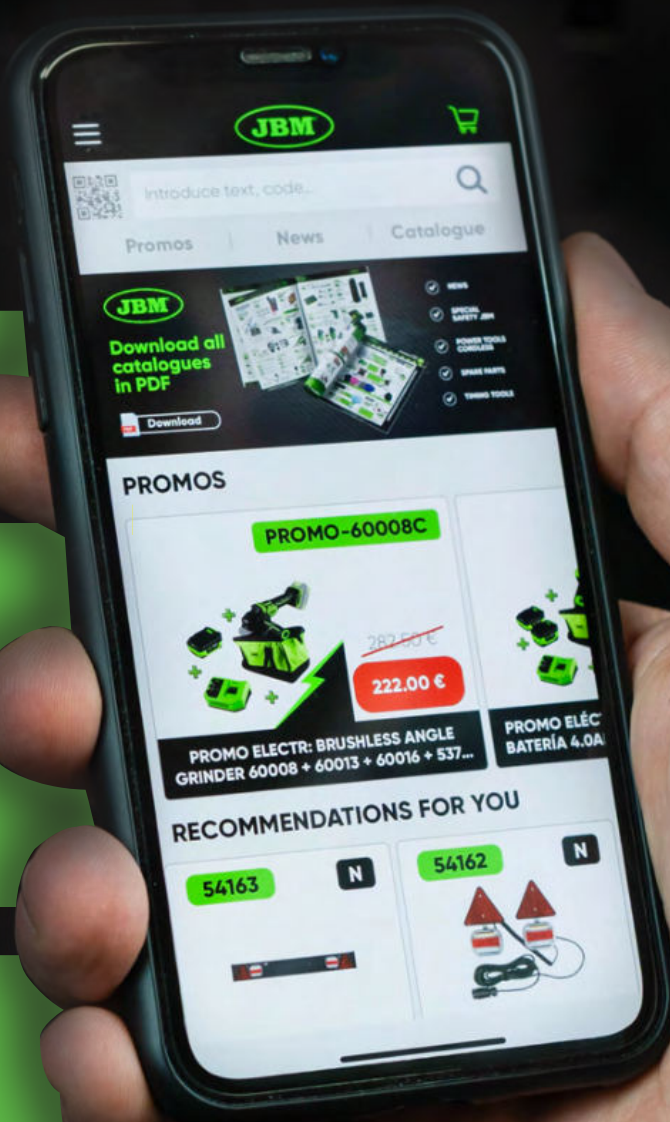 JBM
Introduce text, code...
Promos
News
Catalogue
JBM
Download all
catalogues
in PDF
Download
NEWS
SPECIAL
SAFETY JBM
POWER TOOLS
CORDLESS
SPARE PARTS
TIMING TOOLS
PROMOS
PROMO-60008C
282.50 €
222.00 €
PROMO ELECTR: BRUSHLESS ANGLE
GRINDER 60008 + 60013 + 60016 + 537...
PROMO ELÉC
BATERÍA 4.0A
RECOMMENDATIONS FOR YOU
54163
N
54162
N